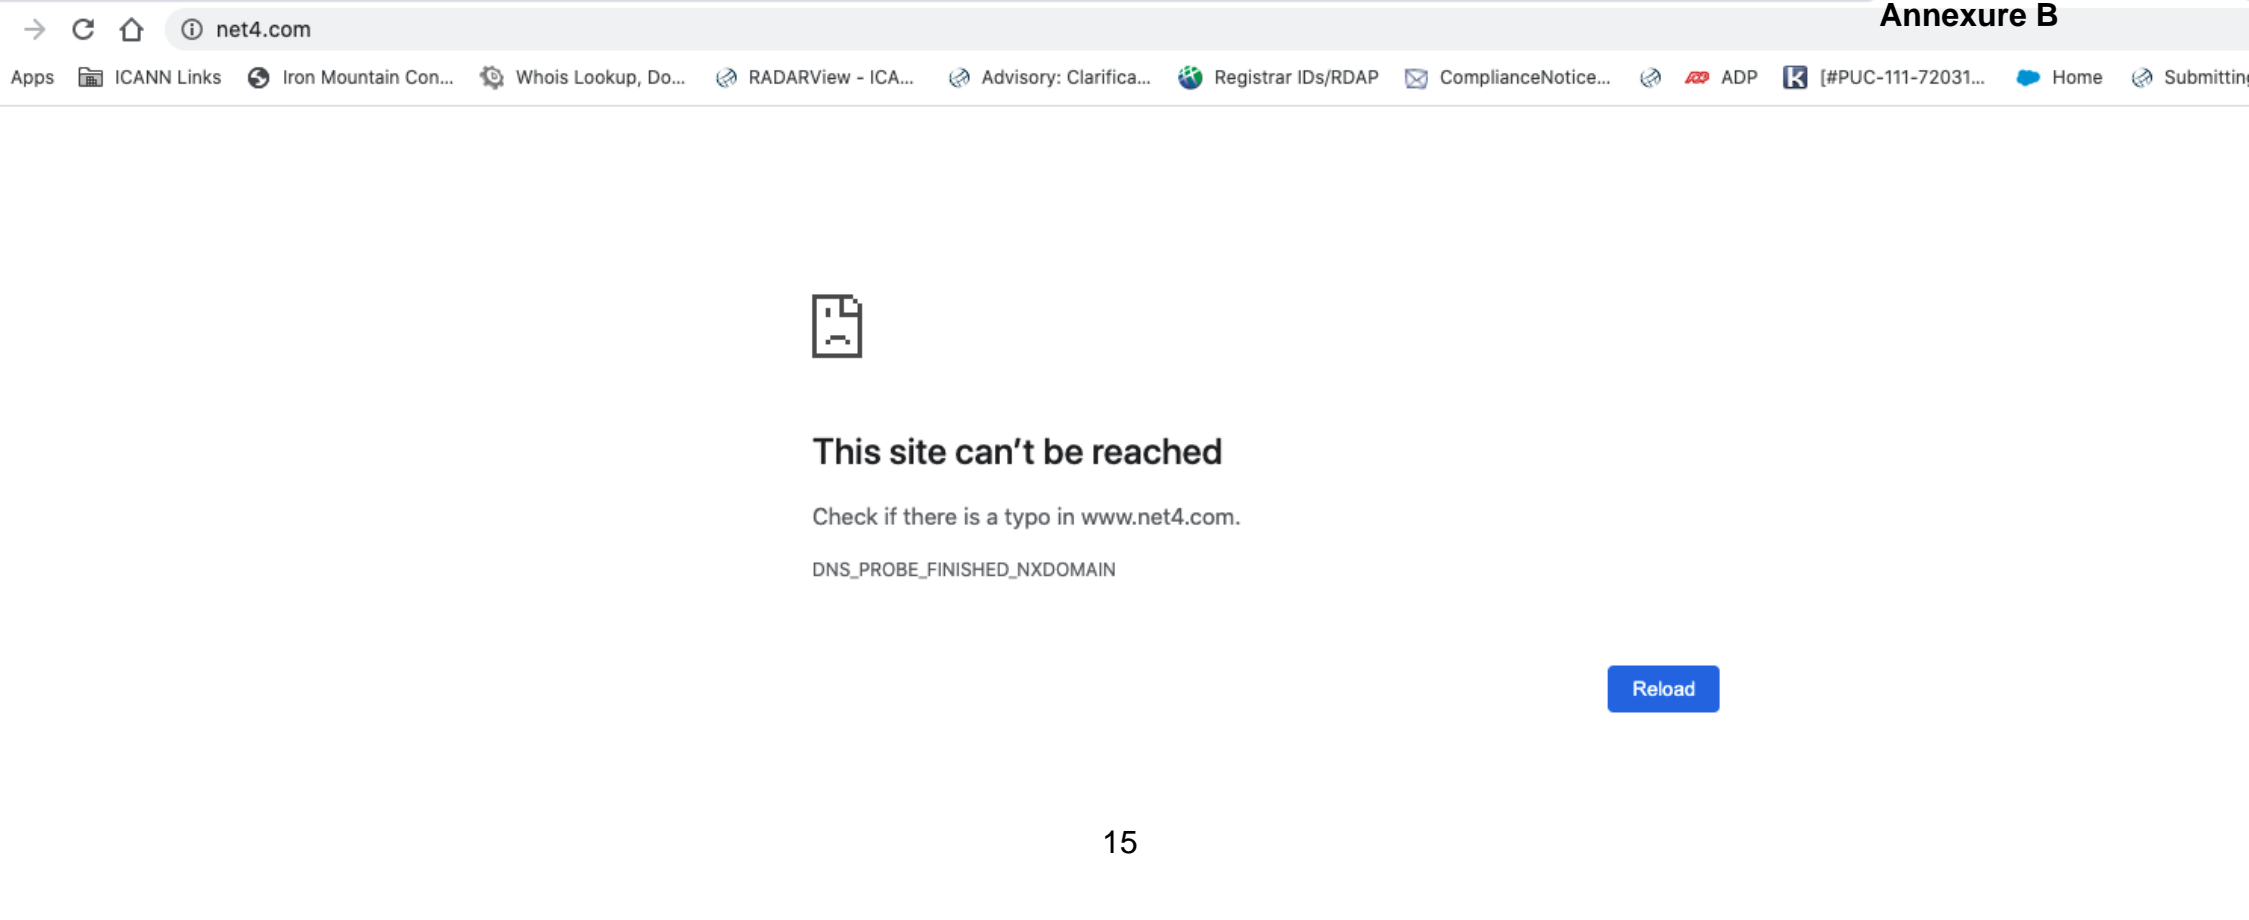 Annexure B
net4.com
Apps ICANN Links Iron Mountain Con... Whois Lookup, Do... RADARView - ICA... Advisory: Clarifica... Registrar IDs/RDAP ComplianceNotice... ADP [#PUC-111-72031... Home Submitting
This site can't be reached
Check if there is a typo in www.net4.com.
DNS_PROBE_FINISHED_NXDOMAIN
Reload
15